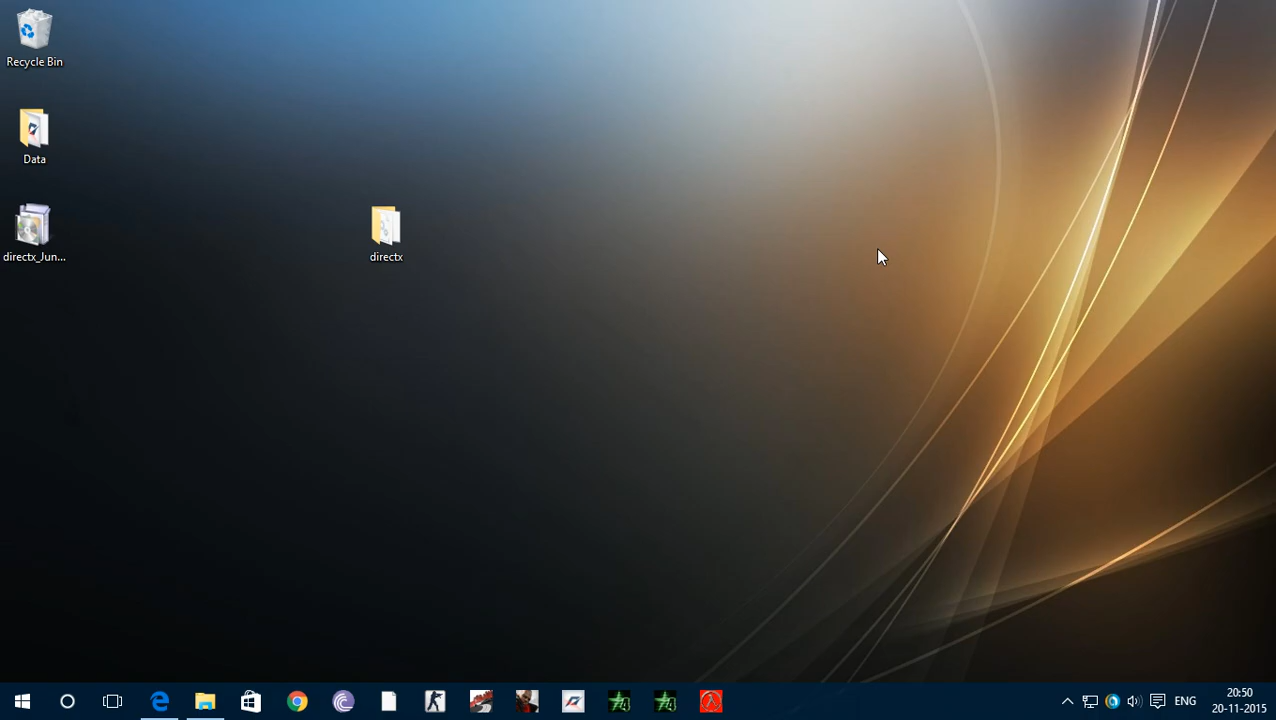 Recycle Bin
Data
directx_Jun...
directx
ENG
20:50
20-11-2015